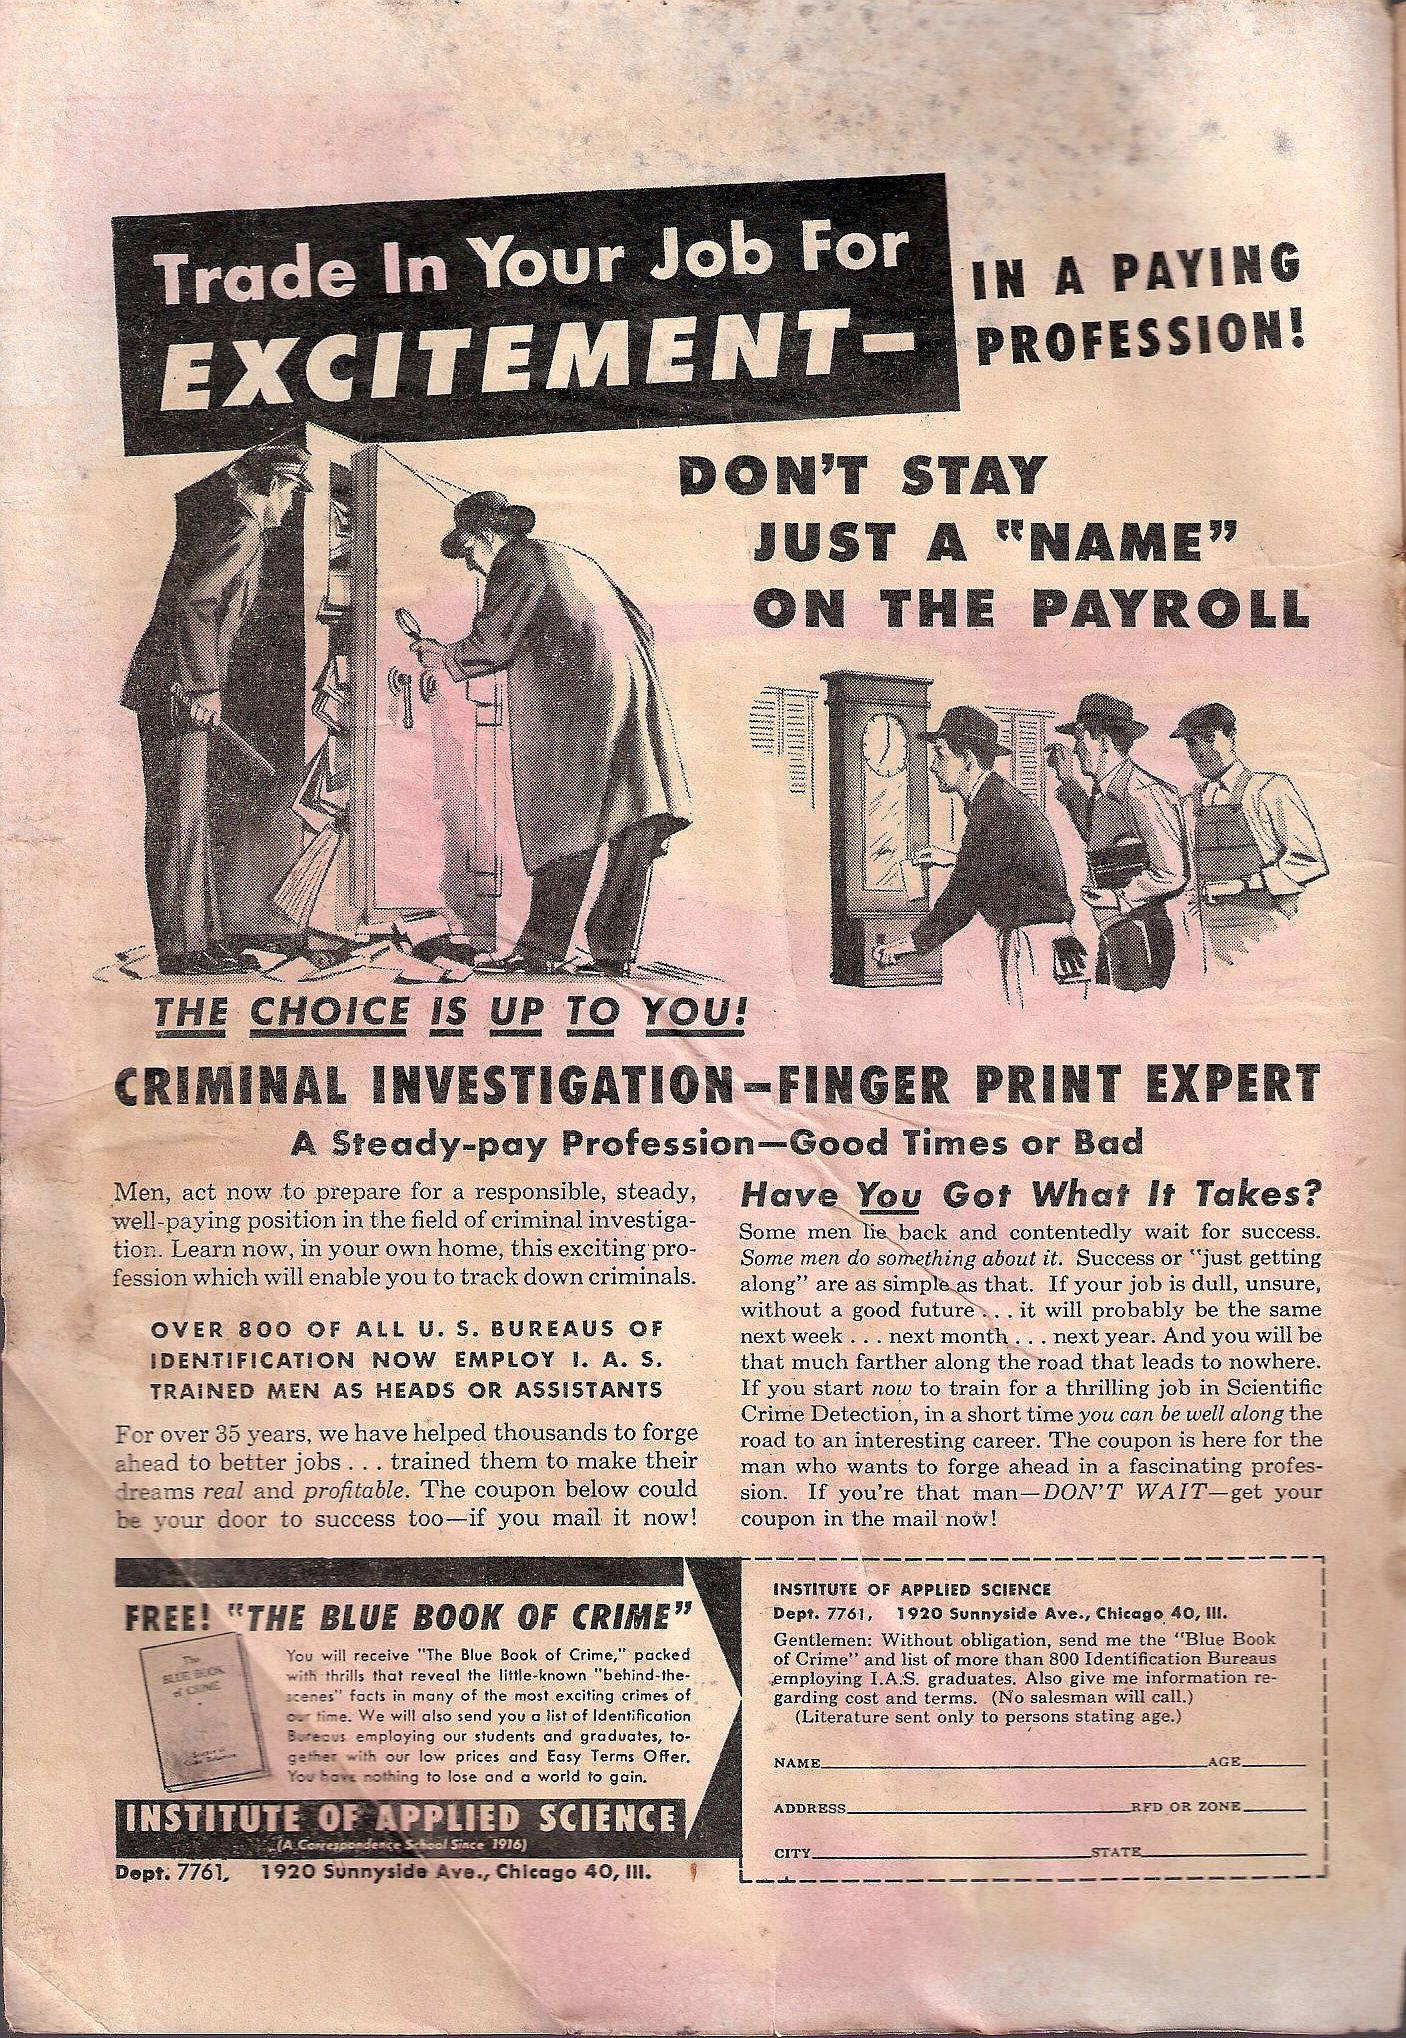 Trade In Your Job For
EXCITEMENT—
IN A PAYING
PROFESSION!
DON'T STAY
JUST A "NAME"
ON THE PAYROLL
THE CHOICE IS UP TO YOU!
CRIMINAL INVESTIGATION—FINGER PRINT EXPERT
A Steady-pay Profession—Good Times or Bad
Men, act now to prepare for a responsible, steady,
well-paying position in the field of criminal investiga-
tion. Learn now, in your own home, this exciting pro-
fession which will enable you to track down criminals.
OVER 800 OF ALL U. S. BUREAUS OF
IDENTIFICATION NOW EMPLOY I. A. S.
TRAINED MEN AS HEADS OR ASSISTANTS
For over 35 years, we have helped thousands to forge
ahead to better jobs . . . trained them to make their
dreams real and profitable. The coupon below could
be your door to success too—if you mail it now!
Have You Got What It Takes?
Some men lie back and contentedly wait for success.
Some men do something about it. Success or "just getting
along" are as simple as that. If your job is dull, unsure,
without a good future . . . it will probably be the same
next week . . . next month . . . next year. And you will be
that much farther along the road that leads to nowhere.
If you start now to train for a thrilling job in Scientific
Crime Detection, in a short time you can be well along the
road to an interesting career. The coupon is here for the
man who wants to forge ahead in a fascinating profes-
sion. If you're that man—DON'T WAIT—get your
coupon in the mail now!
FREE! "THE BLUE BOOK OF CRIME"
The
BLUE BOOK
of CRIME
You will receive "The Blue Book of Crime," packed
with thrills that reveal the little-known "behind-the-
scenes" facts in many of the most exciting crimes of
our time. We will also send you a list of Identification
Bureaus employing our students and graduates, to-
gether with our low prices and Easy Terms Offer.
You have nothing to lose and a world to gain.
INSTITUTE OF APPLIED SCIENCE
(A Correspondence School Since 1916)
Dept. 7761, 1920 Sunnyside Ave., Chicago 40, Ill.
INSTITUTE OF APPLIED SCIENCE
Dept. 7761, 1920 Sunnyside Ave., Chicago 40, Ill.
Gentlemen: Without obligation, send me the "Blue Book
of Crime" and list of more than 800 Identification Bureaus
employing I.A.S. graduates. Also give me information re-
garding cost and terms. (No salesman will call.)
(Literature sent only to persons stating age.)
NAME AGE
ADDRESS RFD OR ZONE
CITY STATE